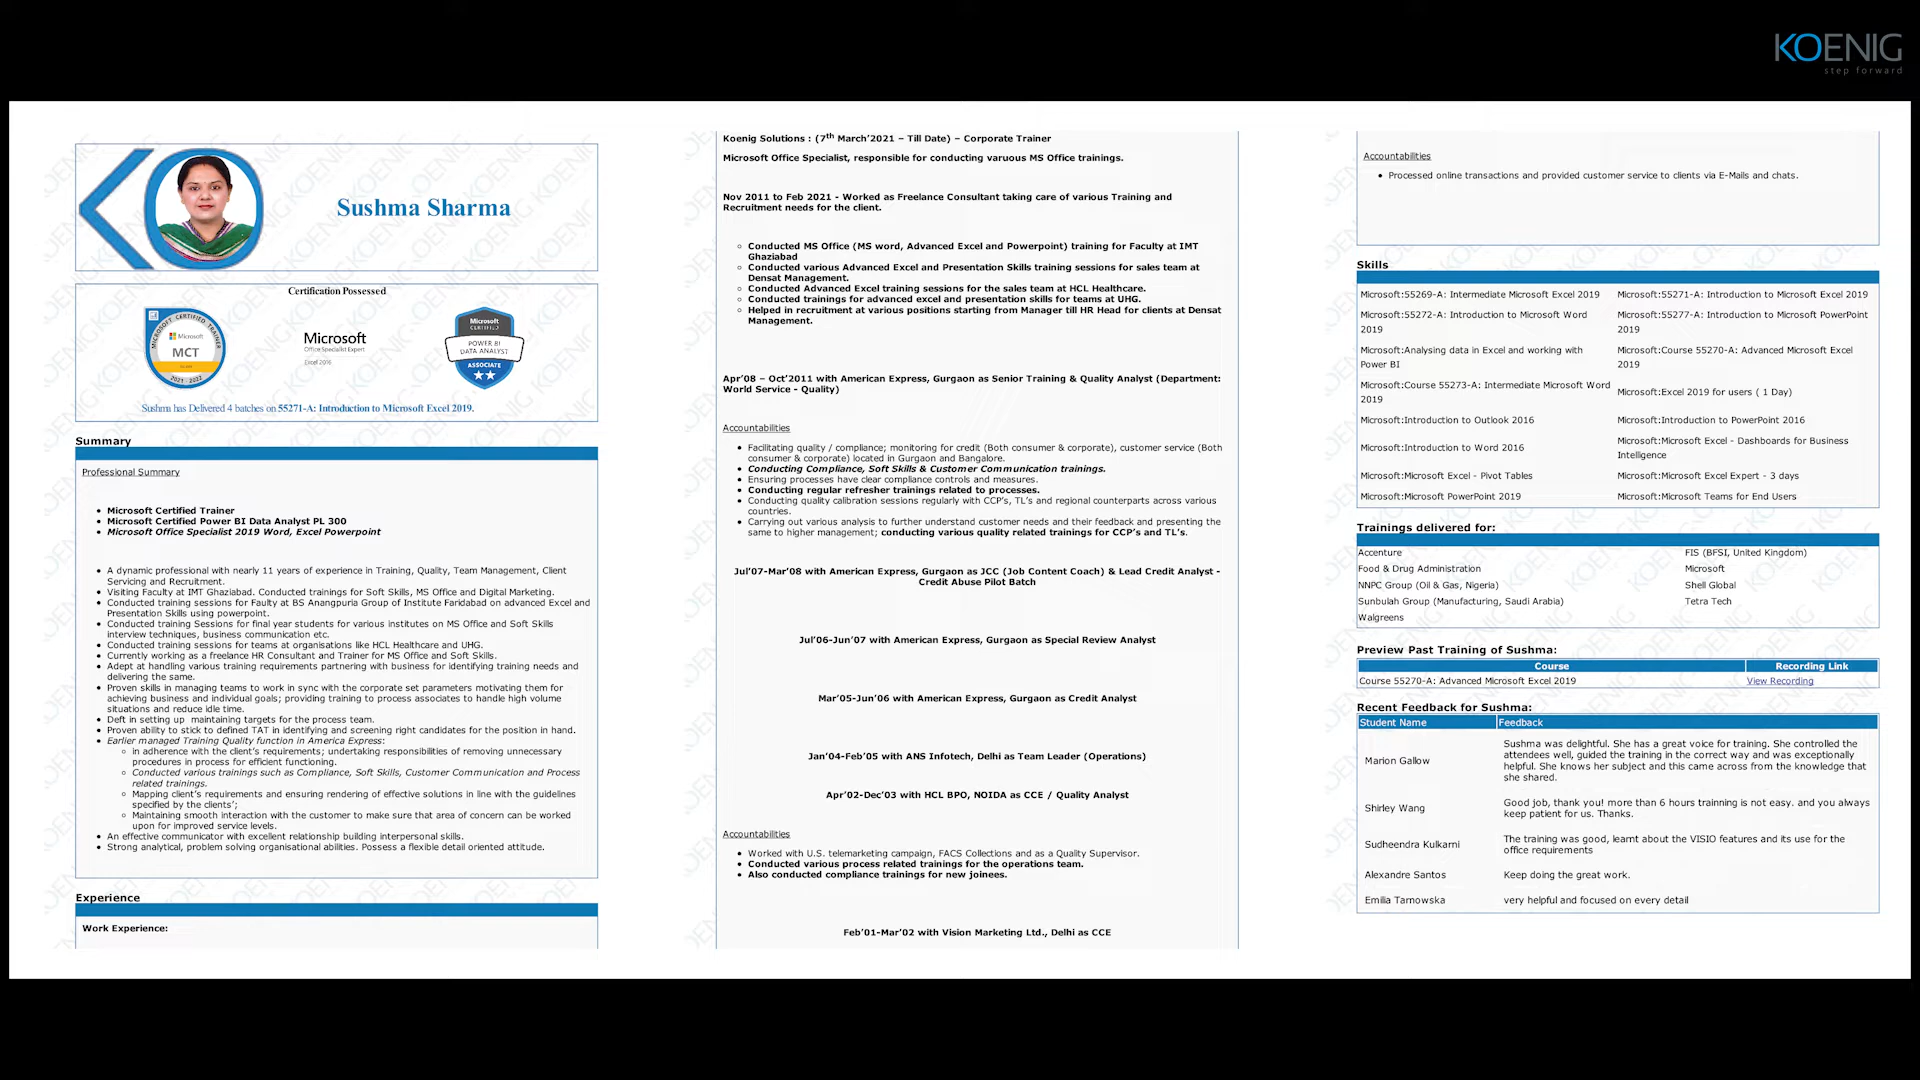 KOENIG
step forward
Sushma Sharma
Certification Possessed
MICROSOFT CERTIFIED TRAINER
Microsoft
MCT
2021 - 2022
Microsoft
Office Specialist Expert
Excel 2016
Microsoft
CERTIFIED
POWER BI
DATA ANALYST
ASSOCIATE
Sushma has Delivered 4 batches on 55271-A: Introduction to Microsoft Excel 2019.
Summary
Professional Summary
• Microsoft Certified Trainer
• Microsoft Certified Power BI Data Analyst PL 300
• Microsoft Office Specialist 2019 Word, Excel Powerpoint
• A dynamic professional with nearly 11 years of experience in Training, Quality, Team Management, Client
Servicing and Recruitment.
• Visiting Faculty at IMT Ghaziabad. Conducted trainings for Soft Skills, MS Office and Digital Marketing.
• Conducted training sessions for Faulty at BS Anangpuria Group of Institute Faridabad on advanced Excel and
Presentation Skills using powerpoint.
• Conducted training Sessions for final year students for various institutes on MS Office and Soft Skills
interview techniques, business communication etc.
• Conducted training sessions for teams at organisations like HCL Healthcare and UHG.
• Currently working as a freelance HR Consultant and Trainer for MS Office and Soft Skills.
• Adept at handling various training requirements partnering with business for identifying training needs and
delivering the same.
• Proven skills in managing teams to work in sync with the corporate set parameters motivating them for
achieving business and individual goals; providing training to process associates to handle high volume
situations and reduce idle time.
• Deft in setting up maintaining targets for the process team.
• Proven ability to stick to defined TAT in identifying and screening right candidates for the position in hand.
• Earlier managed Training Quality function in America Express:
○ in adherence with the client's requirements; undertaking responsibilities of removing unnecessary
procedures in process for efficient functioning.
○ Conducted various trainings such as Compliance, Soft Skills, Customer Communication and Process
related trainings.
○ Mapping client's requirements and ensuring rendering of effective solutions in line with the guidelines
specified by the clients';
○ Maintaining smooth interaction with the customer to make sure that area of concern can be worked
upon for improved service levels.
• An effective communicator with excellent relationship building interpersonal skills.
• Strong analytical, problem solving organisational abilities. Possess a flexible detail oriented attitude.
Experience
Work Experience:
Koenig Solutions : (7th March'2021 – Till Date) – Corporate Trainer
Microsoft Office Specialist, responsible for conducting varuous MS Office trainings.
Nov 2011 to Feb 2021 - Worked as Freelance Consultant taking care of various Training and
Recruitment needs for the client.
○ Conducted MS Office (MS word, Advanced Excel and Powerpoint) training for Faculty at IMT
Ghaziabad
○ Conducted various Advanced Excel and Presentation Skills training sessions for sales team at
Densat Management.
○ Conducted Advanced Excel training sessions for the sales team at HCL Healthcare.
○ Conducted trainings for advanced excel and presentation skills for teams at UHG.
○ Helped in recruitment at various positions starting from Manager till HR Head for clients at Densat
Management.
Apr'08 – Oct'2011 with American Express, Gurgaon as Senior Training & Quality Analyst (Department:
World Service - Quality)
Accountabilities
• Facilitating quality / compliance; monitoring for credit (Both consumer & corporate), customer service (Both
consumer & corporate) located in Gurgaon and Bangalore.
• Conducting Compliance, Soft Skills & Customer Communication trainings.
• Ensuring processes have clear compliance controls and measures.
• Conducting regular refresher trainings related to processes.
• Conducting quality calibration sessions regularly with CCP's, TL's and regional counterparts across various
countries.
• Carrying out various analysis to further understand customer needs and their feedback and presenting the
same to higher management; conducting various quality related trainings for CCP's and TL's.
Jul'07-Mar'08 with American Express, Gurgaon as JCC (Job Content Coach) & Lead Credit Analyst -
Credit Abuse Pilot Batch
Jul'06-Jun'07 with American Express, Gurgaon as Special Review Analyst
Mar'05-Jun'06 with American Express, Gurgaon as Credit Analyst
Jan'04-Feb'05 with ANS Infotech, Delhi as Team Leader (Operations)
Apr'02-Dec'03 with HCL BPO, NOIDA as CCE / Quality Analyst
Accountabilities
• Worked with U.S. telemarketing campaign, FACS Collections and as a Quality Supervisor.
• Conducted various process related trainings for the operations team.
• Also conducted compliance trainings for new joinees.
Feb'01-Mar'02 with Vision Marketing Ltd., Delhi as CCE
Accountabilities
• Processed online transactions and provided customer service to clients via E-Mails and chats.
Skills
Microsoft:55269-A: Intermediate Microsoft Excel 2019 Microsoft:55271-A: Introduction to Microsoft Excel 2019
Microsoft:55272-A: Introduction to Microsoft Word
2019
Microsoft:55277-A: Introduction to Microsoft PowerPoint
2019
Microsoft:Analysing data in Excel and working with
Power BI
Microsoft:Course 55270-A: Advanced Microsoft Excel
2019
Microsoft:Course 55273-A: Intermediate Microsoft Word
2019
Microsoft:Excel 2019 for users ( 1 Day)
Microsoft:Introduction to Outlook 2016 Microsoft:Introduction to PowerPoint 2016
Microsoft:Introduction to Word 2016
Microsoft:Microsoft Excel - Dashboards for Business
Intelligence
Microsoft:Microsoft Excel - Pivot Tables Microsoft:Microsoft Excel Expert - 3 days
Microsoft:Microsoft PowerPoint 2019 Microsoft:Microsoft Teams for End Users
Trainings delivered for:
Accenture FIS (BFSI, United Kingdom)
Food & Drug Administration Microsoft
NNPC Group (Oil & Gas, Nigeria) Shell Global
Sunbulah Group (Manufacturing, Saudi Arabia) Tetra Tech
Walgreens
Preview Past Training of Sushma:
Course Recording Link
Course 55270-A: Advanced Microsoft Excel 2019 View Recording
Recent Feedback for Sushma:
Student Name Feedback
Marion Gallow
Sushma was delightful. She has a great voice for training. She controlled the
attendees well, guided the training in the correct way and was exceptionally
helpful. She knows her subject and this came across from the knowledge that
she shared.
Shirley Wang
Good job, thank you! more than 6 hours trainning is not easy. and you always
keep patient for us. Thanks.
Sudheendra Kulkarni
The training was good, learnt about the VISIO features and its use for the
office requirements
Alexandre Santos Keep doing the great work.
Emilia Tarnowska very helpful and focused on every detail